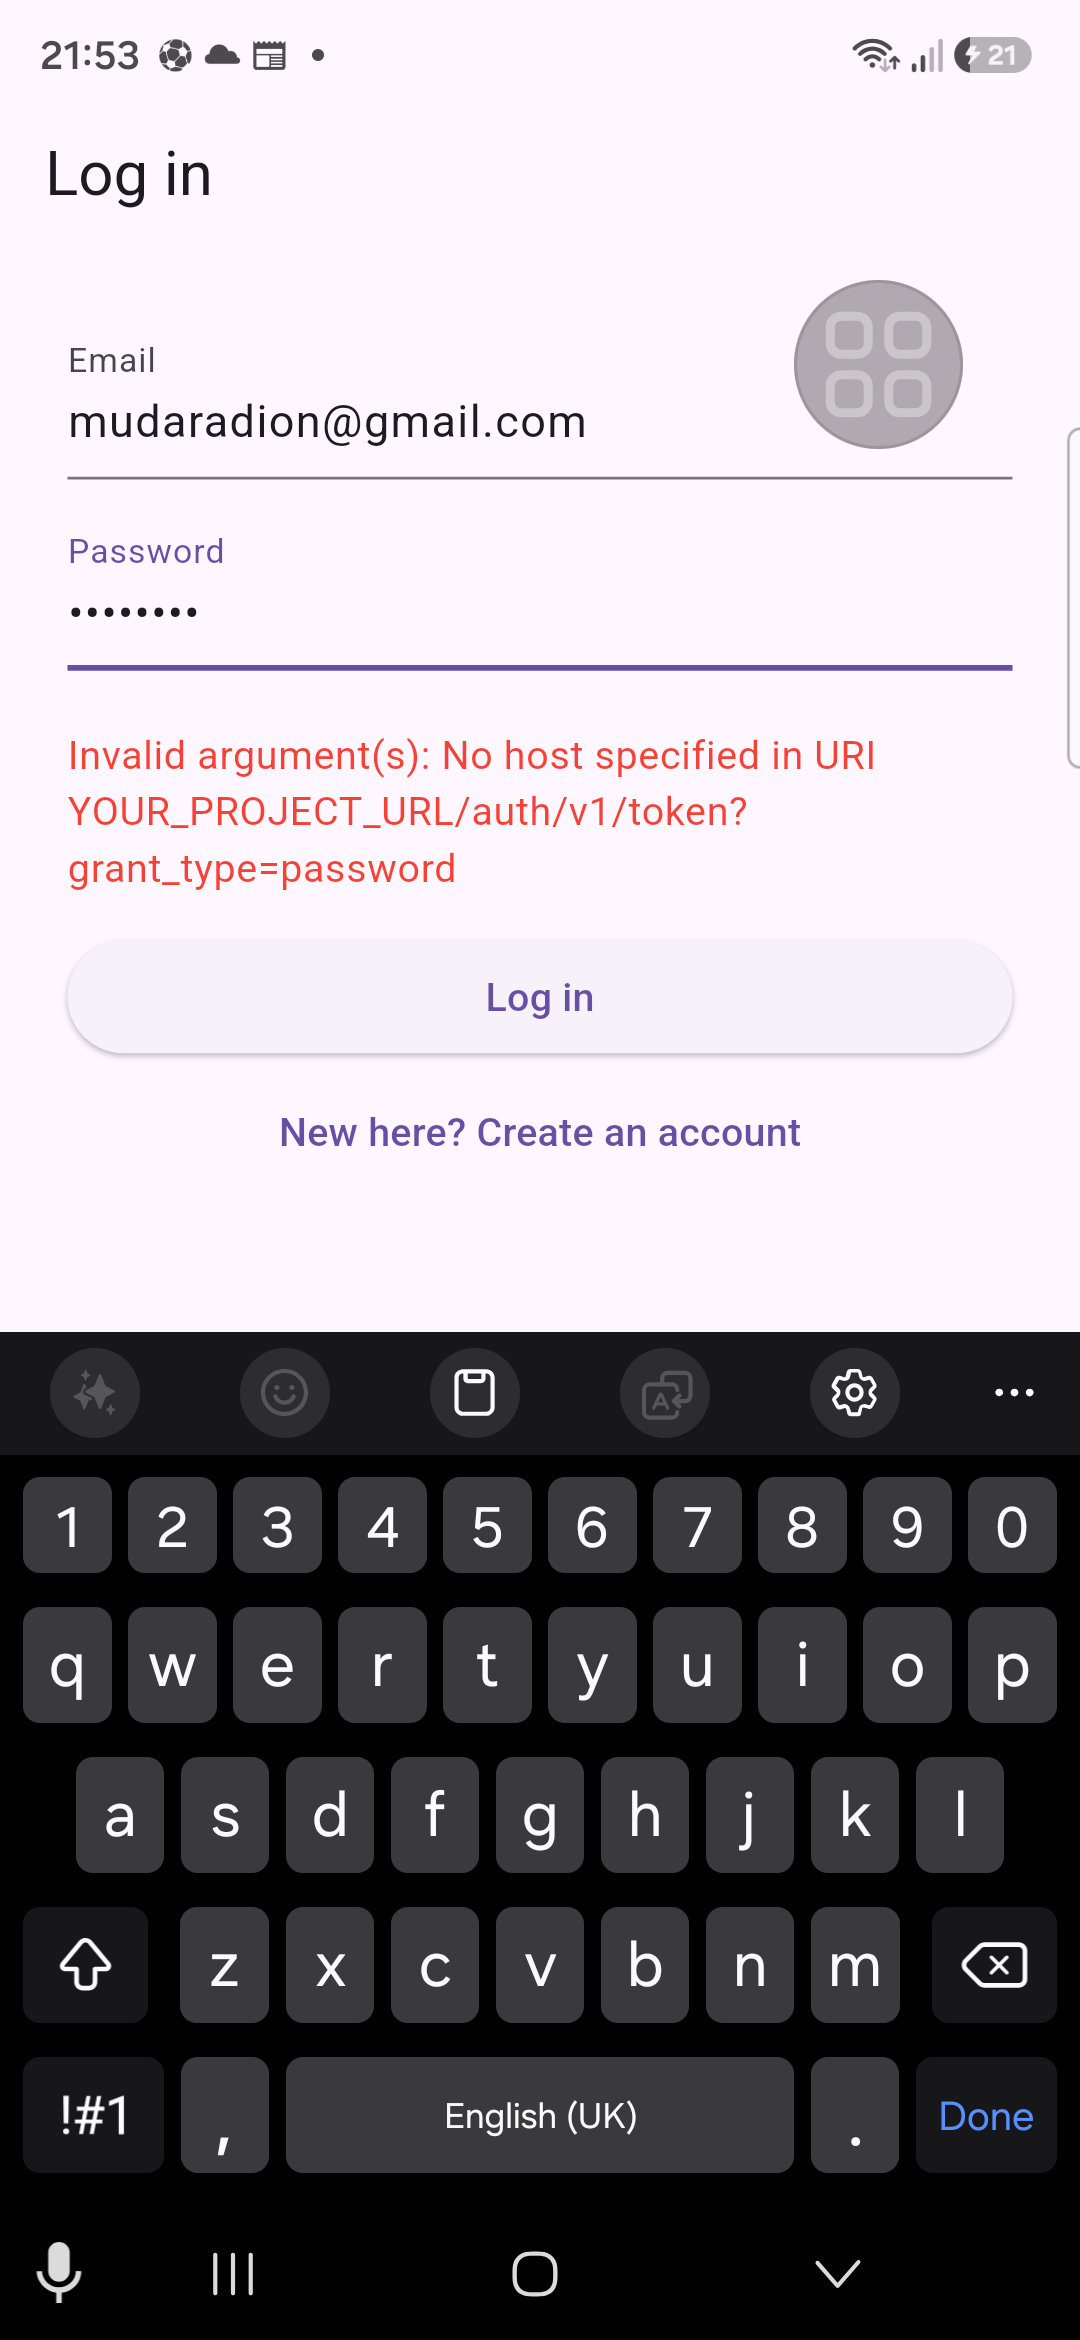 21:53
21
Log in
Email
mudaradion@gmail.com
Password
••••••••
Invalid argument(s): No host specified in URI
YOUR_PROJECT_URL/auth/v1/token?
grant_type=password
Log in
New here? Create an account
1 2 3 4 5 6 7 8 9 0
q w e r t y u i o p
a s d f g h j k l
z x c v b n m
!#1 , English (UK) . Done